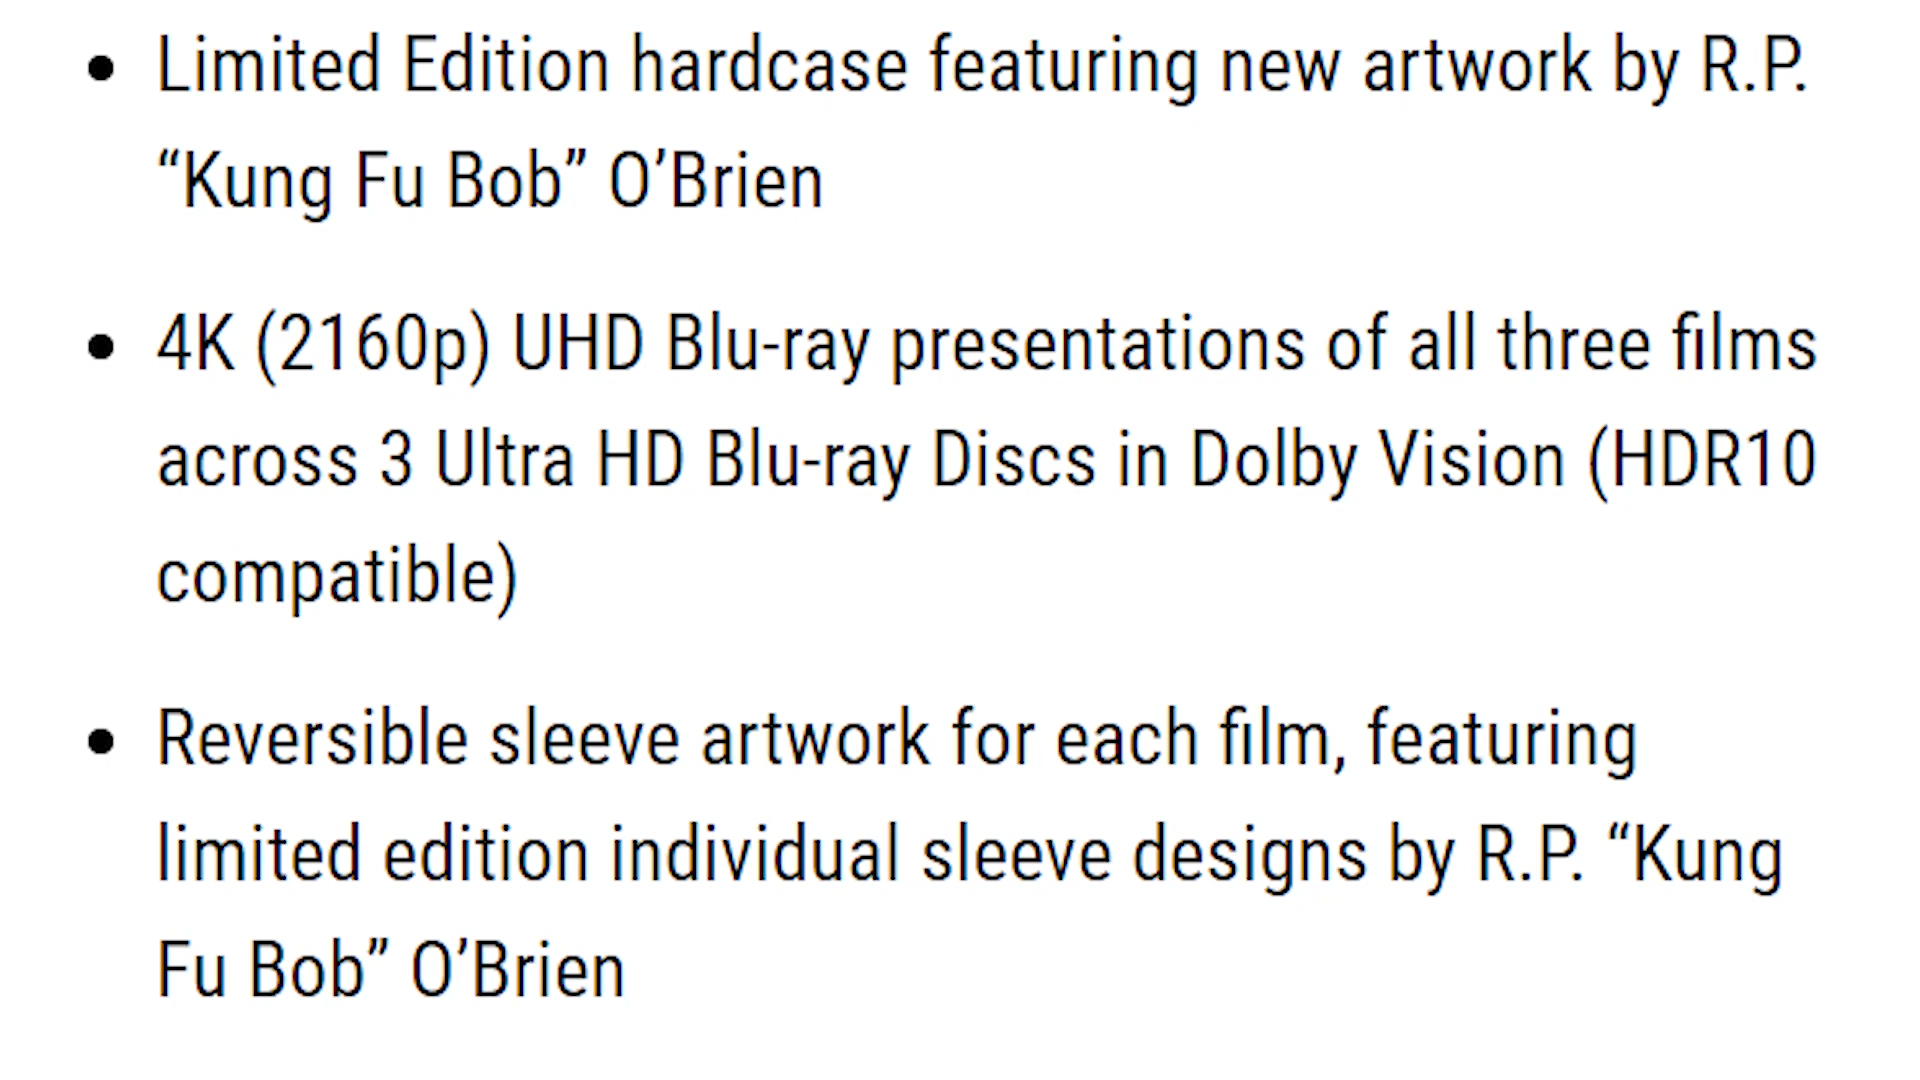 • Limited Edition hardcase featuring new artwork by R.P.
“Kung Fu Bob” O’Brien
• 4K (2160p) UHD Blu-ray presentations of all three films
across 3 Ultra HD Blu-ray Discs in Dolby Vision (HDR10
compatible)
• Reversible sleeve artwork for each film, featuring
limited edition individual sleeve designs by R.P. “Kung
Fu Bob” O’Brien